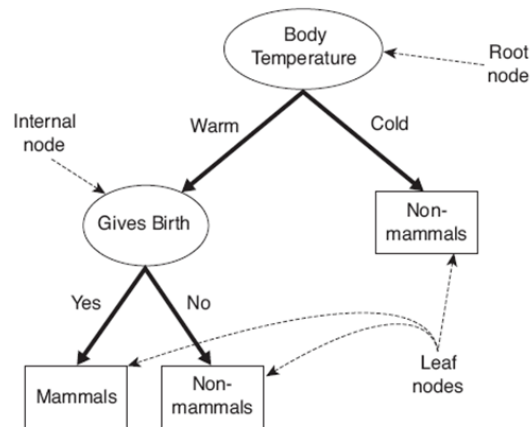 Body
Temperature
Root
node
Internal
node
Warm
Cold
Gives Birth
Non-
mammals
Yes
No
Mammals
Non-
mammals
Leaf
nodes